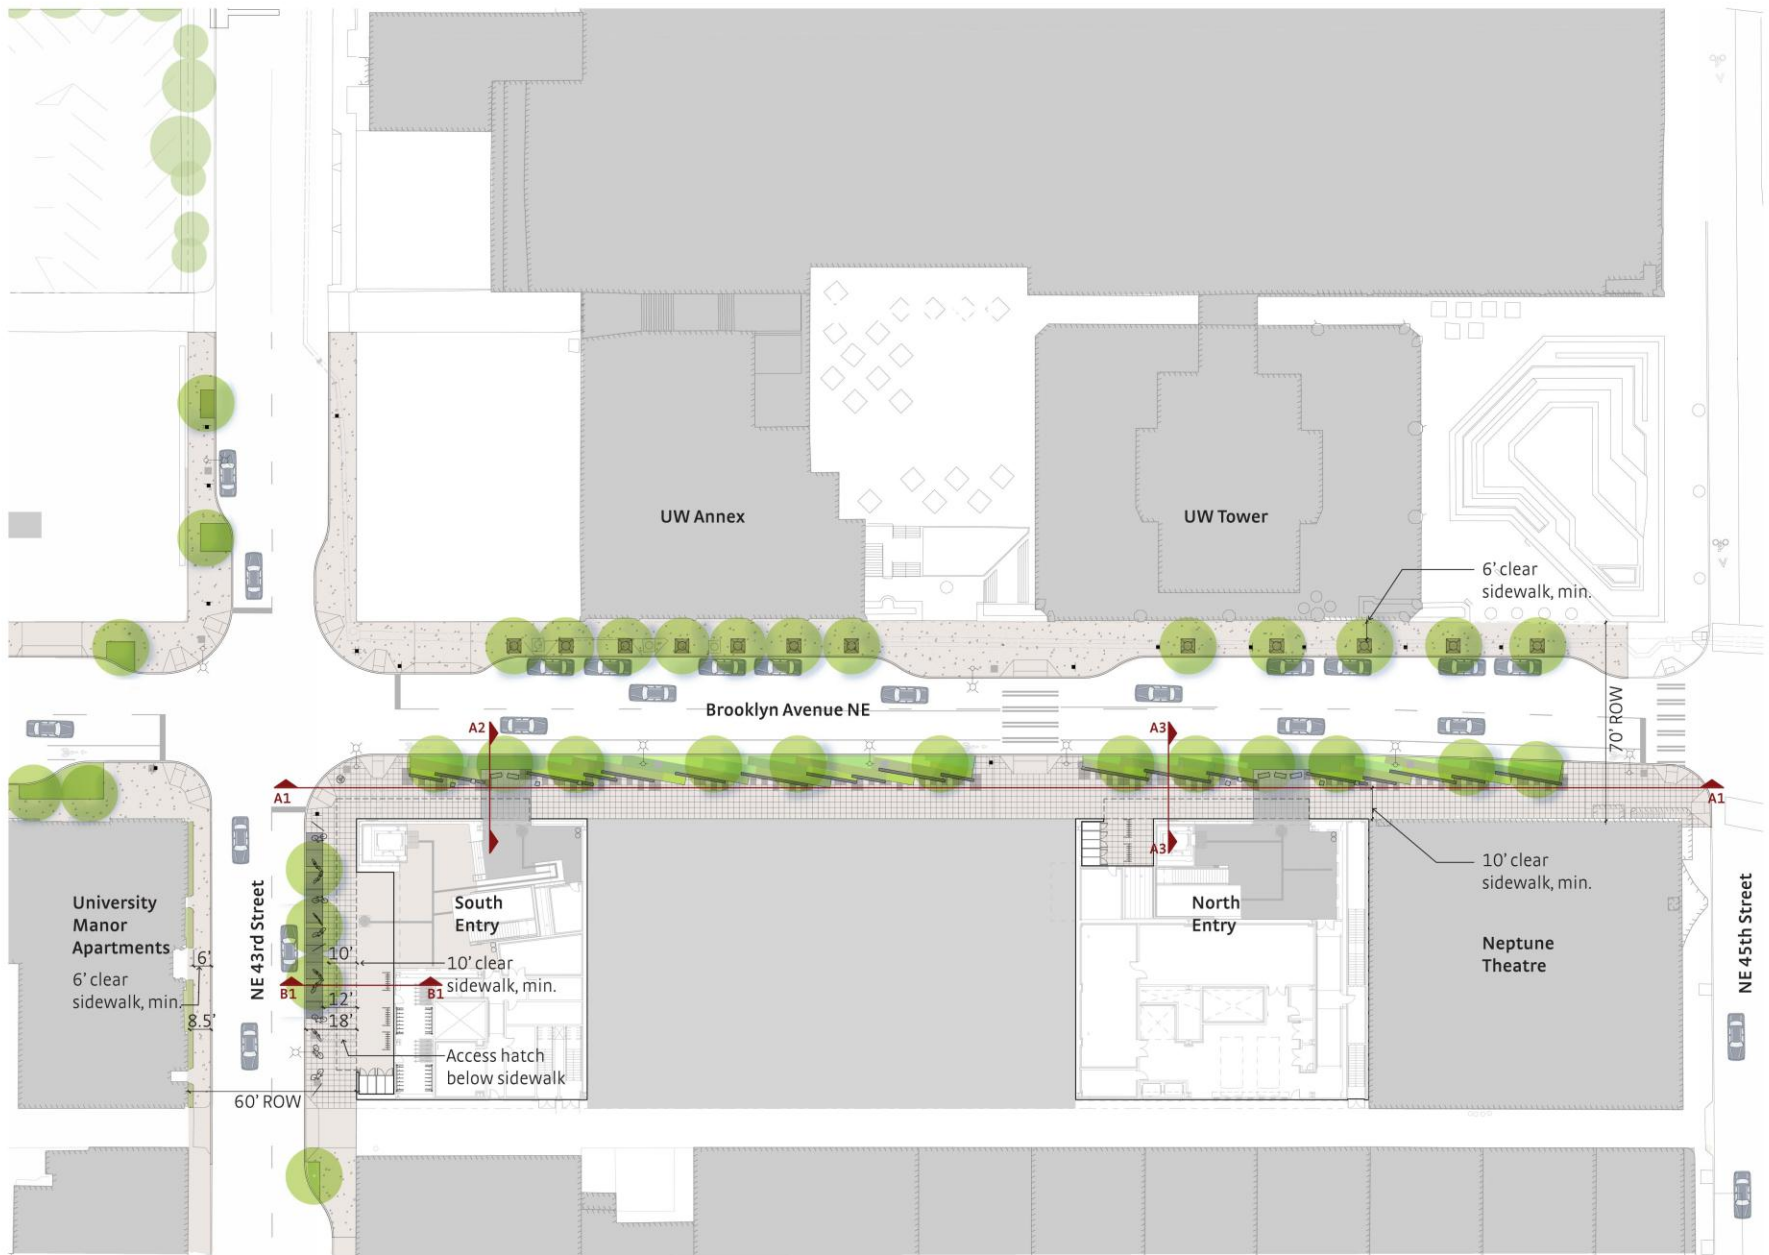 UW Annex
UW Tower
6’ clear
sidewalk, min.
Brooklyn Avenue NE
70’ ROW
A2
A3
A1
A1
A3
10’ clear
sidewalk, min.
University
Manor
Apartments
6’ clear
sidewalk, min.
6’
8.5’
NE 43rd Street
60’ ROW
South
Entry
10’
10’ clear
sidewalk, min.
B1
B1
12’
18’
Access hatch
below sidewalk
North
Entry
Neptune
Theatre
NE 45th Street